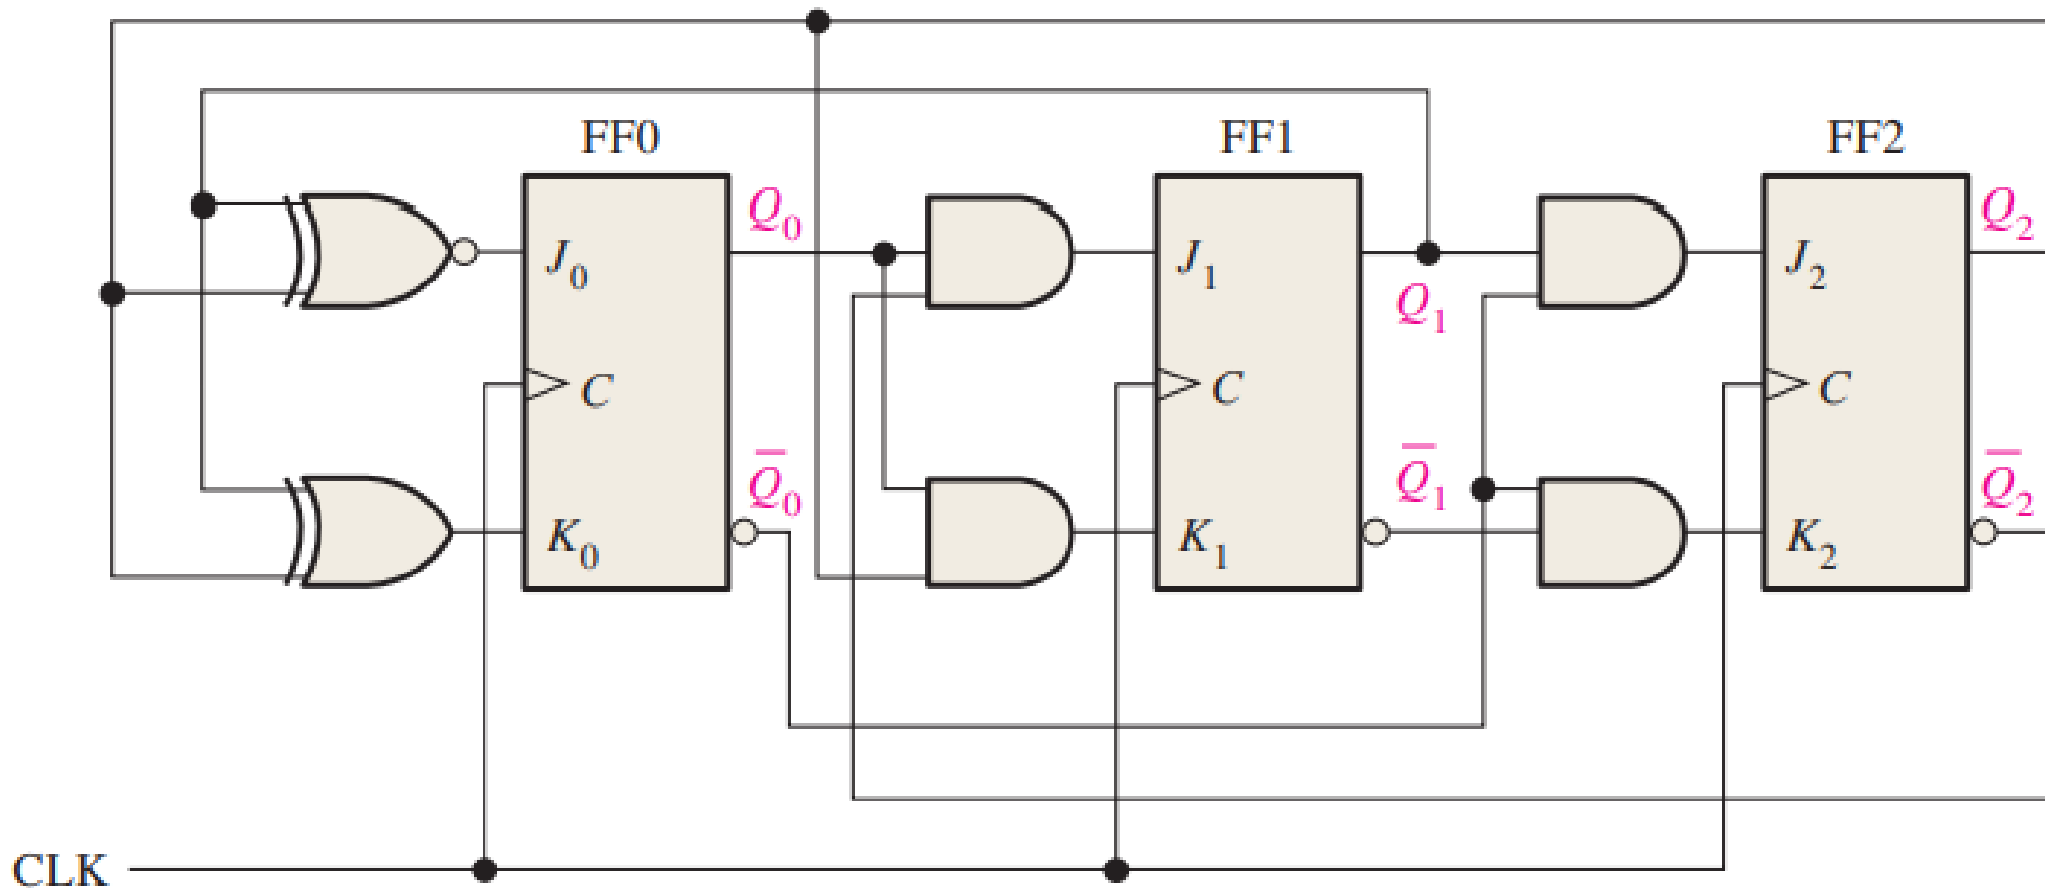 FF0
FF1
FF2
Q₀
Q₂
J₀
J₁
J₂
Q₁
C
C
C
Q̅₀
Q̅₁
Q̅₂
K₀
K₁
K₂
CLK